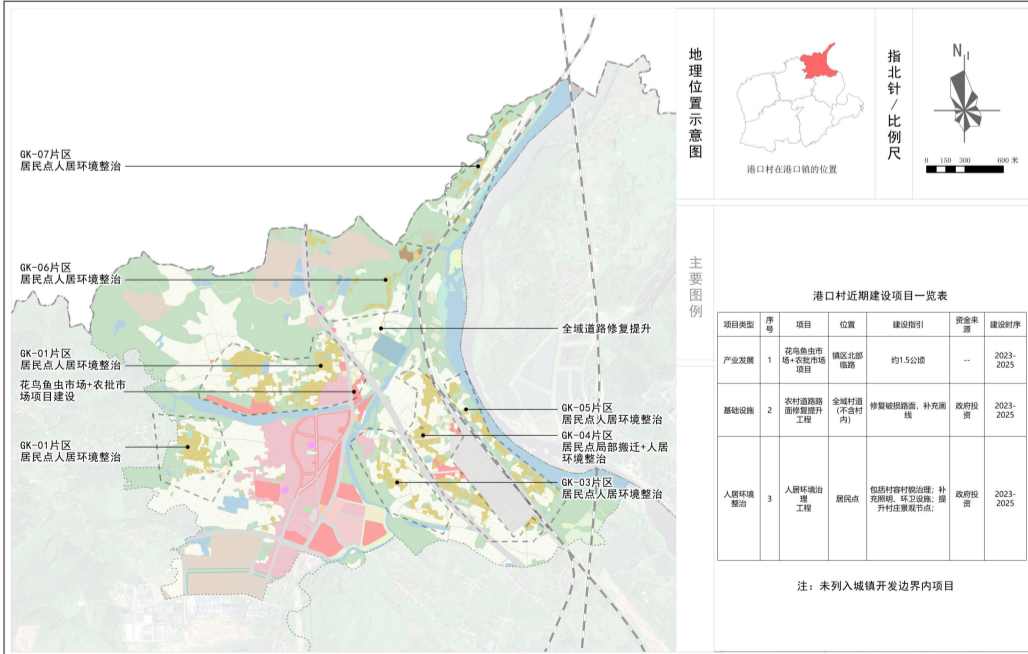 GK-07片区
居民点人居环境整治
GK-06片区
居民点人居环境整治
GK-01片区
居民点人居环境整治
花鸟鱼虫市场+农批市
场项目建设
GK-01片区
居民点人居环境整治
全域道路修复提升
GK-05片区
居民点人居环境整治
GK-04片区
居民点局部搬迁+人居
环境整治
GK-03片区
居民点人居环境整治
地理位置示意图
港口村在港口镇的位置
指北针/比例尺
N
0 150 300 600 米
主要图例
港口村近期建设项目一览表
项目类型 序号 项目 位置 建设指引 资金来源 建设时序
产业发展 1 花鸟鱼虫市场+农批市场项目 镇区北部临路 约1.5公顷 -- 2023-2025
基础设施 2 农村道路路面修复提升工程 全域村道(不含村内) 修复破损路面、补充画线 政府投资 2023-2025
人居环境整治 3 人居环境治理工程 居民点 包括村容村貌治理;补充照明、环卫设施;提升村庄景观节点; 政府投资 2023-2025
注:未列入城镇开发边界内项目